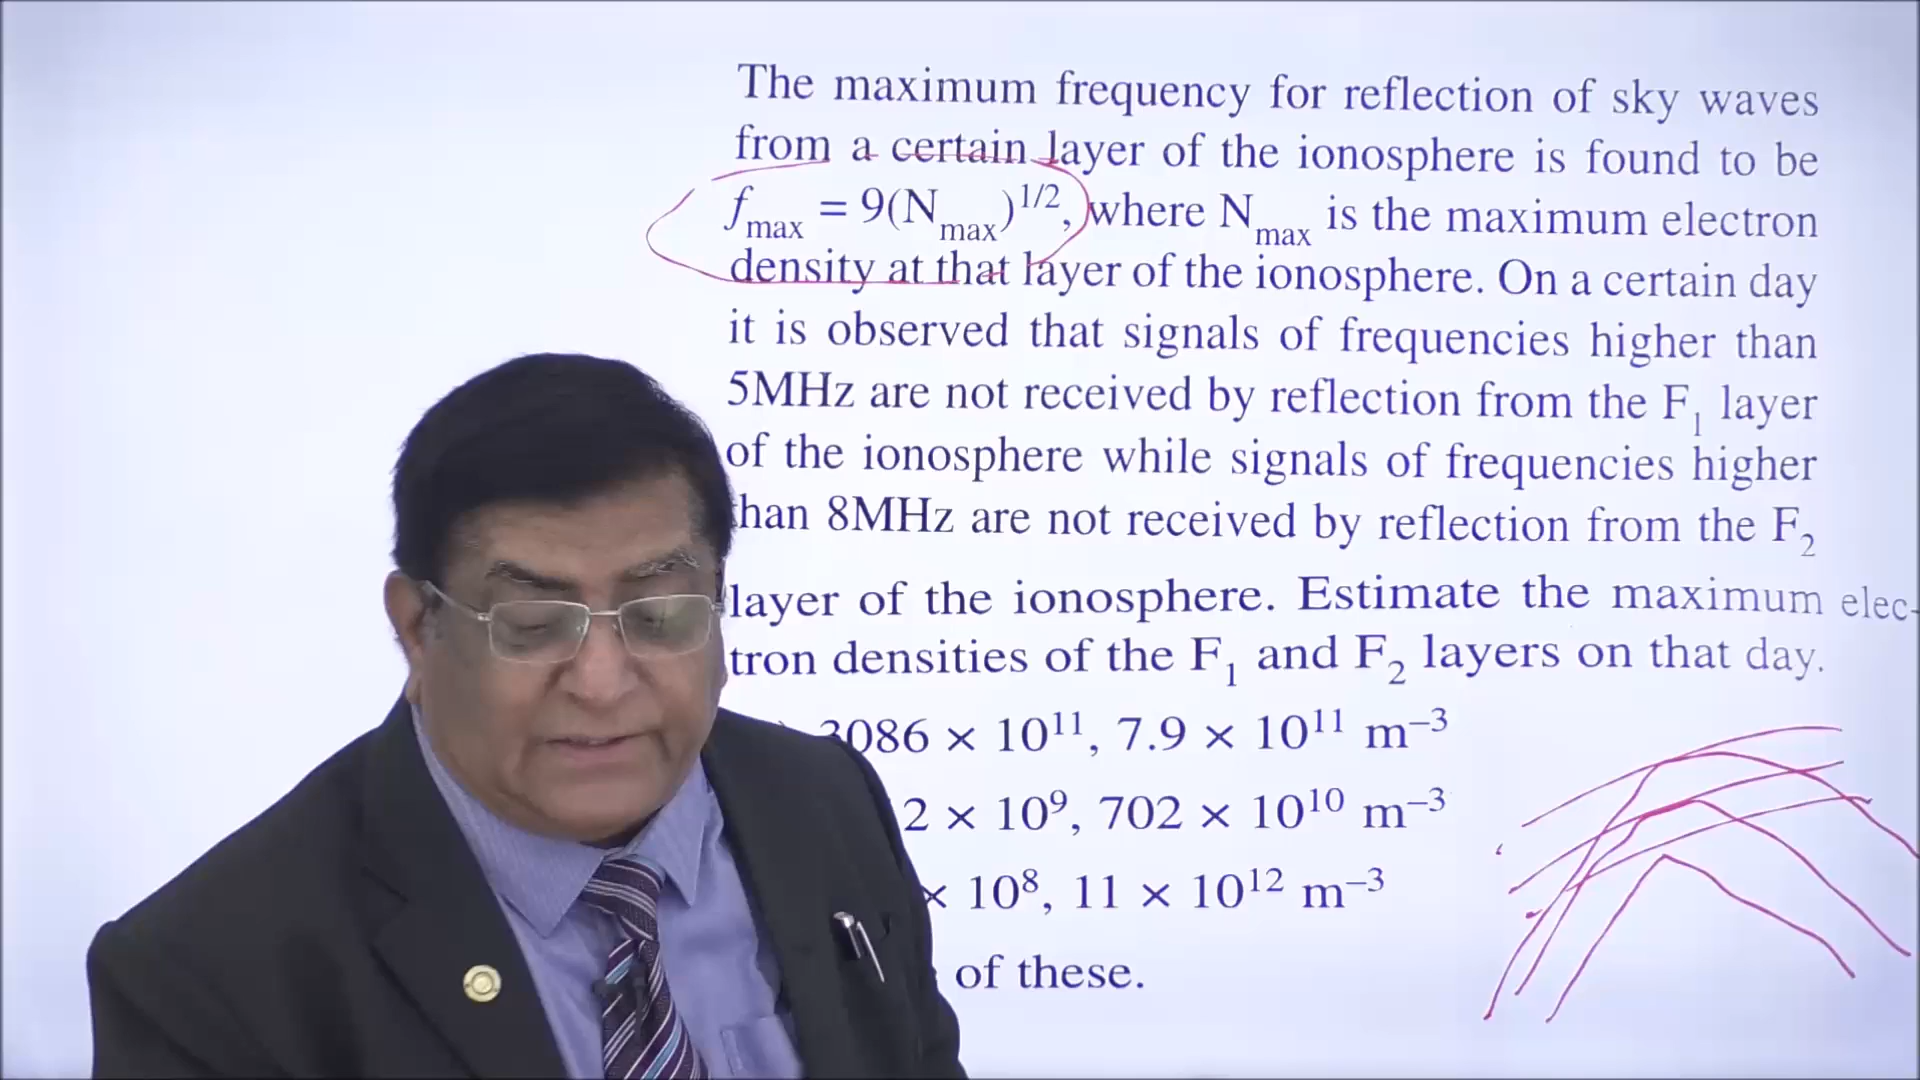 The maximum frequency for reflection of sky waves
from a certain layer of the ionosphere is found to be
f_max = 9(N_max)^1/2, where N_max is the maximum electron
density at that layer of the ionosphere. On a certain day
it is observed that signals of frequencies higher than
5MHz are not received by reflection from the F₁ layer
of the ionosphere while signals of frequencies higher
than 8MHz are not received by reflection from the F₂
layer of the ionosphere. Estimate the maximum elec-
tron densities of the F₁ and F₂ layers on that day.
3086 × 10¹¹, 7.9 × 10¹¹ m⁻³
2 × 10⁹, 702 × 10¹⁰ m⁻³
× 10⁸, 11 × 10¹² m⁻³
of these.